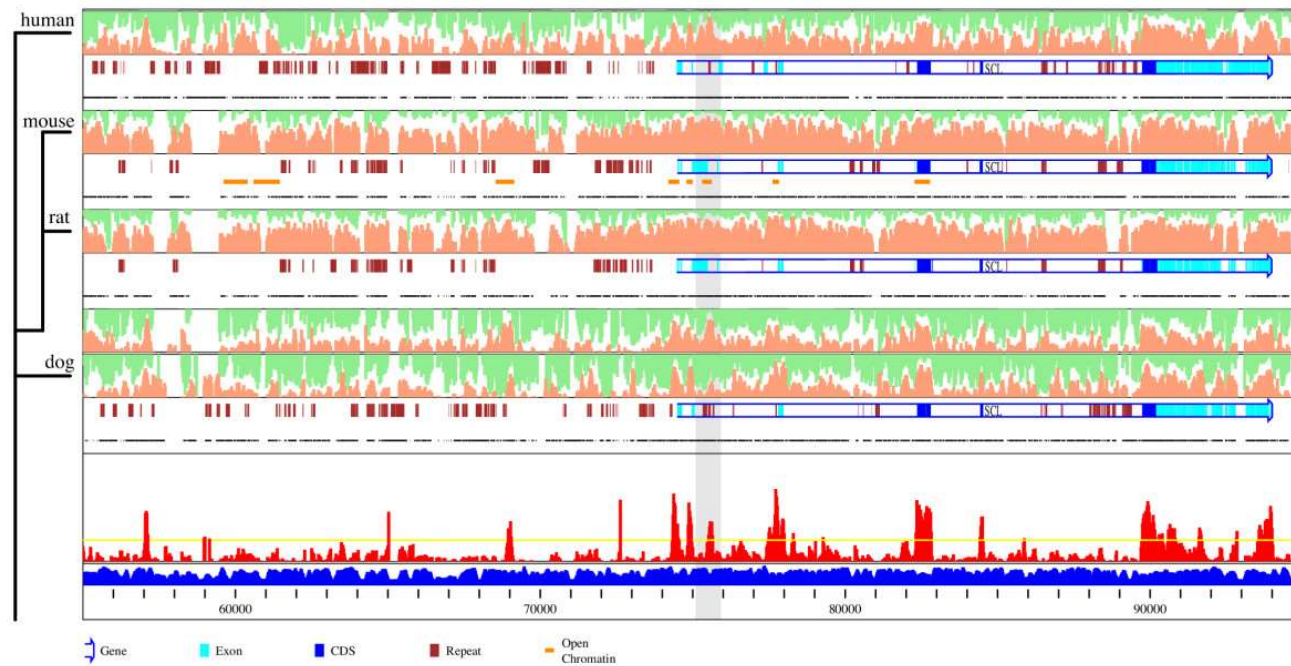 human
SCL
mouse
SCL
rat
SCL
dog
SCL
60000 70000 80000 90000
Gene Exon CDS Repeat Open Chromatin